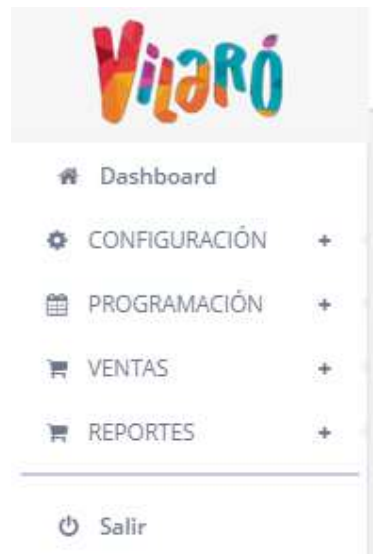 VilaRó
Dashboard
CONFIGURACIÓN +
PROGRAMACIÓN +
VENTAS +
REPORTES +
Salir